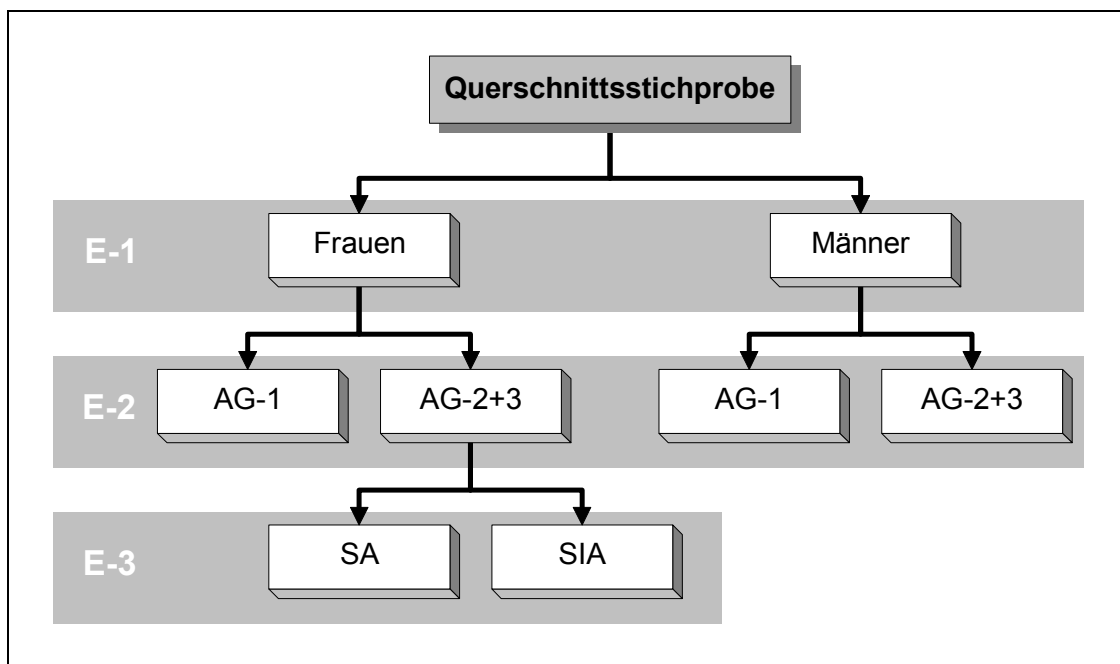 Querschnittsstichprobe
E-1
Frauen
Männer
E-2
AG-1
AG-2+3
AG-1
AG-2+3
E-3
SA
SIA